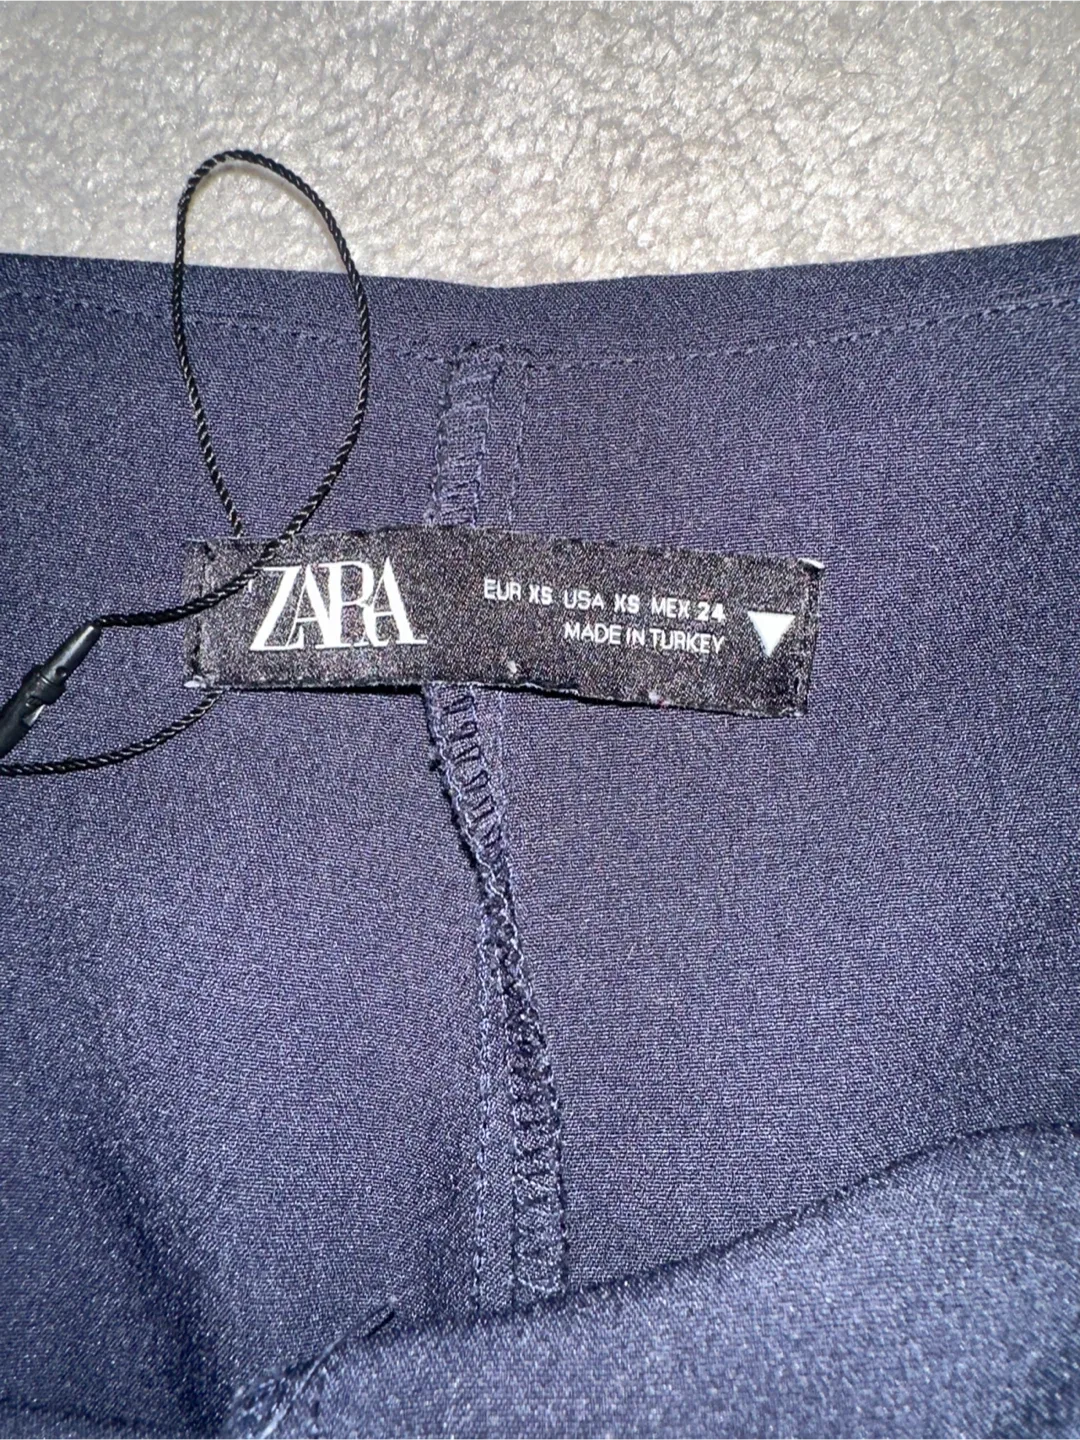 ZARA
EUR XS USA XS MEX 24
MADE IN TURKEY